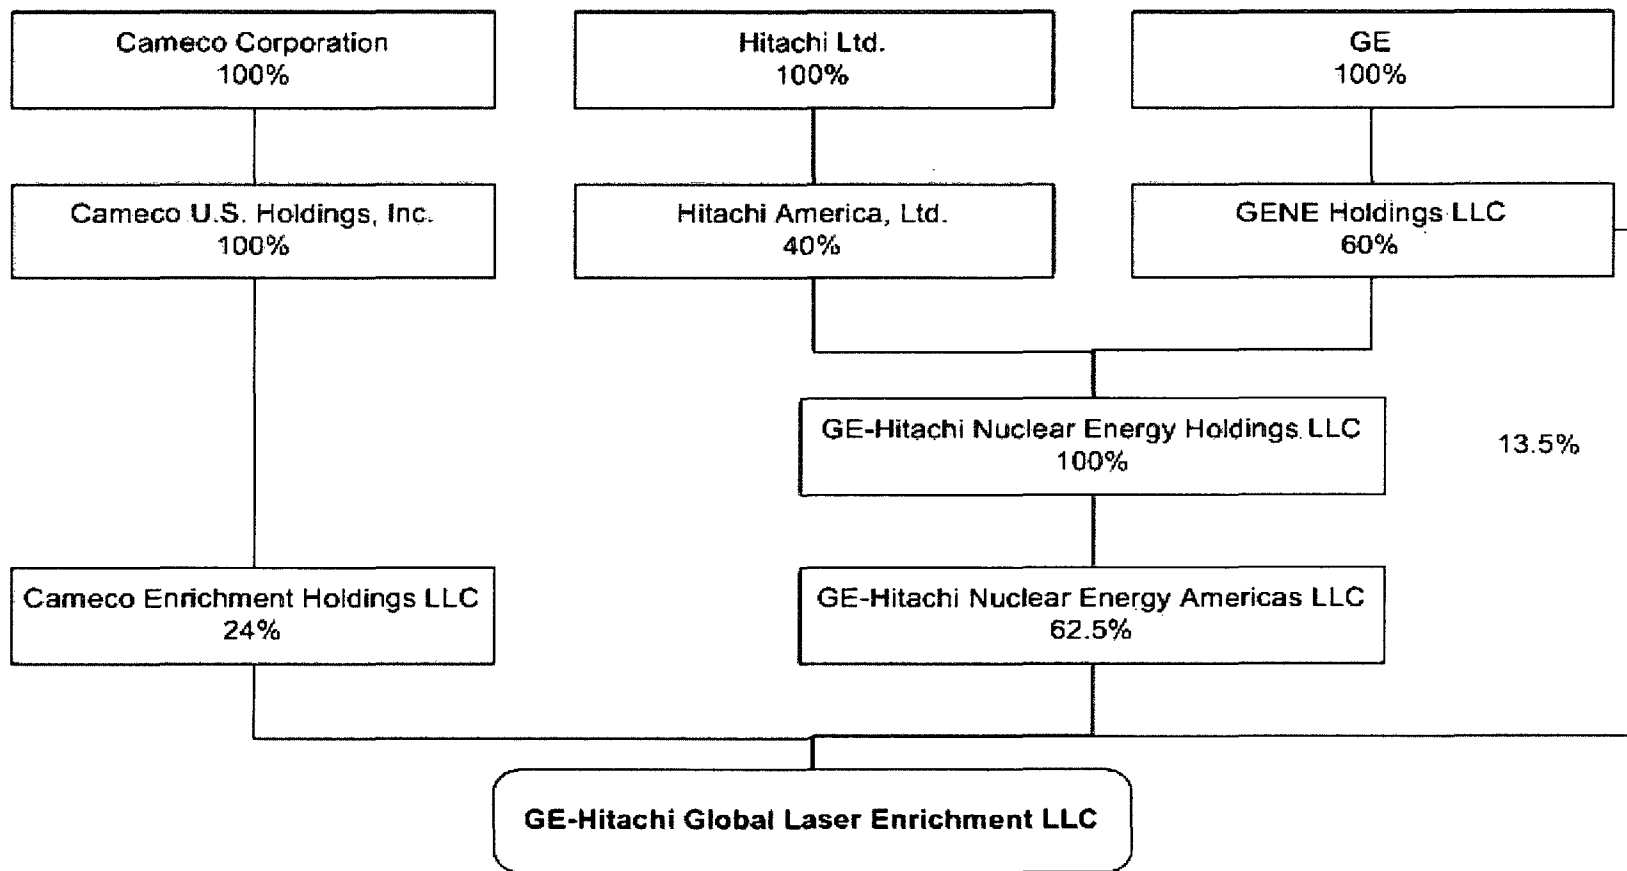 Cameco Corporation
100%
Hitachi Ltd.
100%
GE
100%
Cameco U.S. Holdings, Inc.
100%
Hitachi America, Ltd.
40%
GENE Holdings LLC
60%
GE-Hitachi Nuclear Energy Holdings LLC
100%
13.5%
Cameco Enrichment Holdings LLC
24%
GE-Hitachi Nuclear Energy Americas LLC
62.5%
GE-Hitachi Global Laser Enrichment LLC